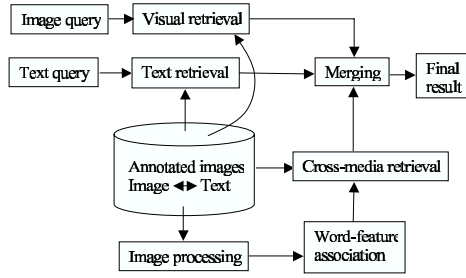 Image query
Visual retrieval
Text query
Text retrieval
Merging
Final
result
Annotated images
Image ◄► Text
Cross-media retrieval
Image processing
Word-feature
association